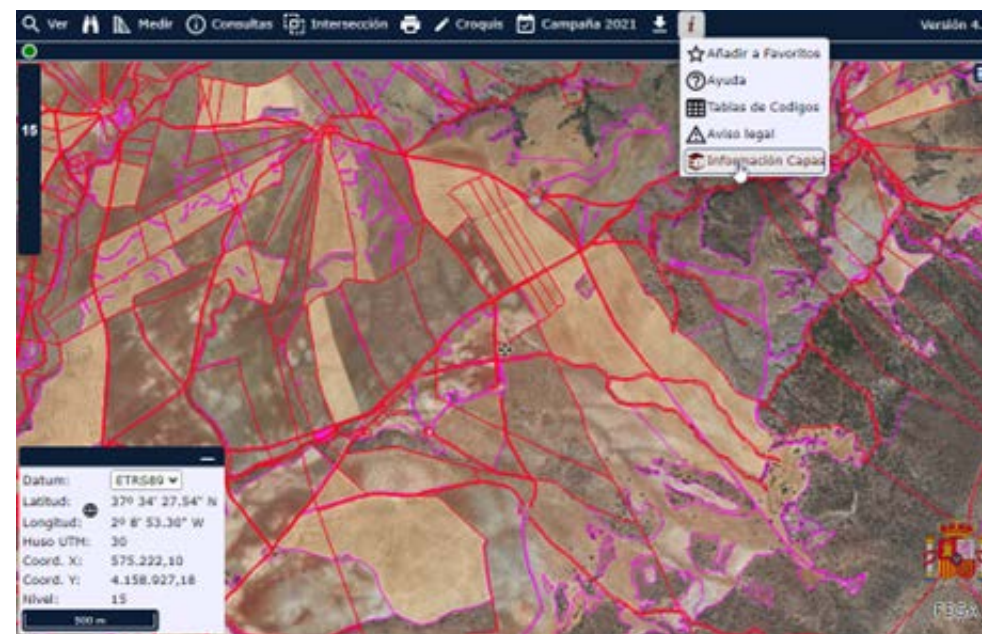 Ver Medir Consultas Intersección Croquis Campaña 2021 i Versión 4.
Añadir a Favoritos
Ayuda
Tablas de Codigos
Aviso legal
Información Capas
15
Datum: ETRS89
Latitud: 37º 34' 27.54" N
Longitud: 2º 8' 53.30" W
Huso UTM: 30
Coord. X: 575.222,10
Coord. Y: 4.158.927,18
Nivel: 15
300 m
FEGA